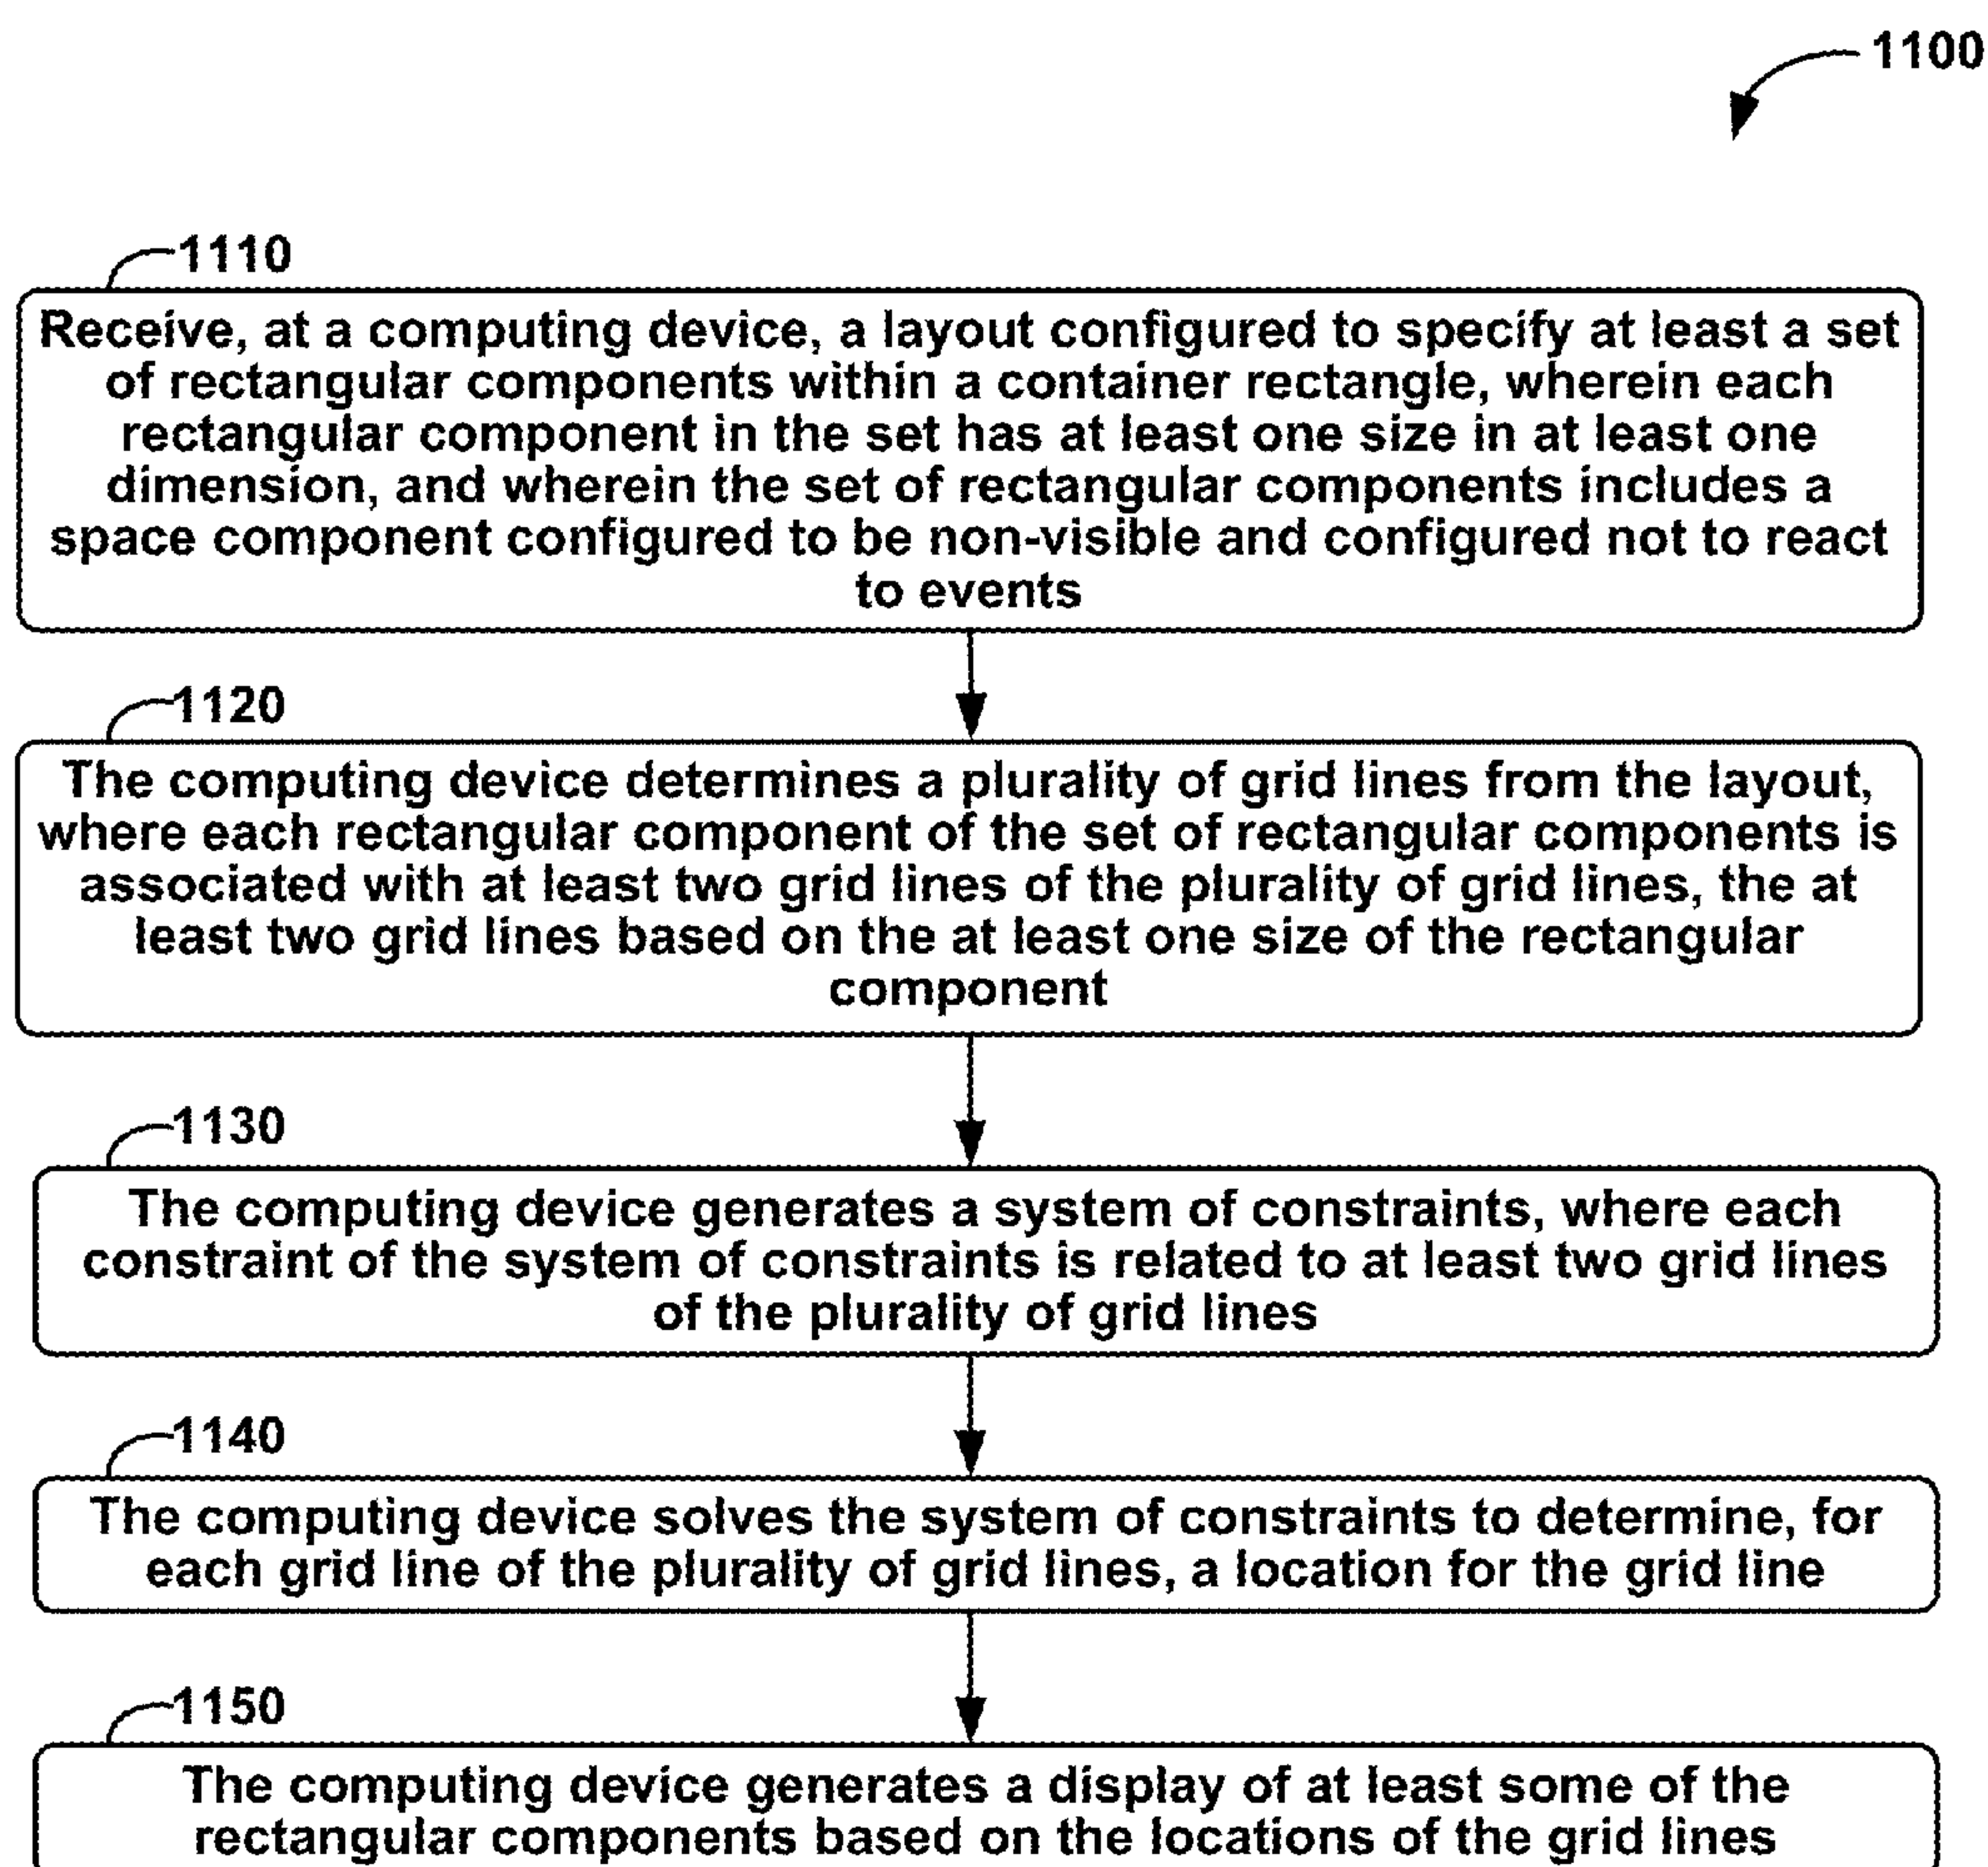 1100
1110
Receive, at a computing device, a layout configured to specify at least a set
of rectangular components within a container rectangle, wherein each
rectangular component in the set has at least one size in at least one
dimension, and wherein the set of rectangular components includes a
space component configured to be non-visible and configured not to react
to events
1120
The computing device determines a plurality of grid lines from the layout,
where each rectangular component of the set of rectangular components is
associated with at least two grid lines of the plurality of grid lines, the at
least two grid lines based on the at least one size of the rectangular
component
1130
The computing device generates a system of constraints, where each
constraint of the system of constraints is related to at least two grid lines
of the plurality of grid lines
1140
The computing device solves the system of constraints to determine, for
each grid line of the plurality of grid lines, a location for the grid line
1150
The computing device generates a display of at least some of the
rectangular components based on the locations of the grid lines